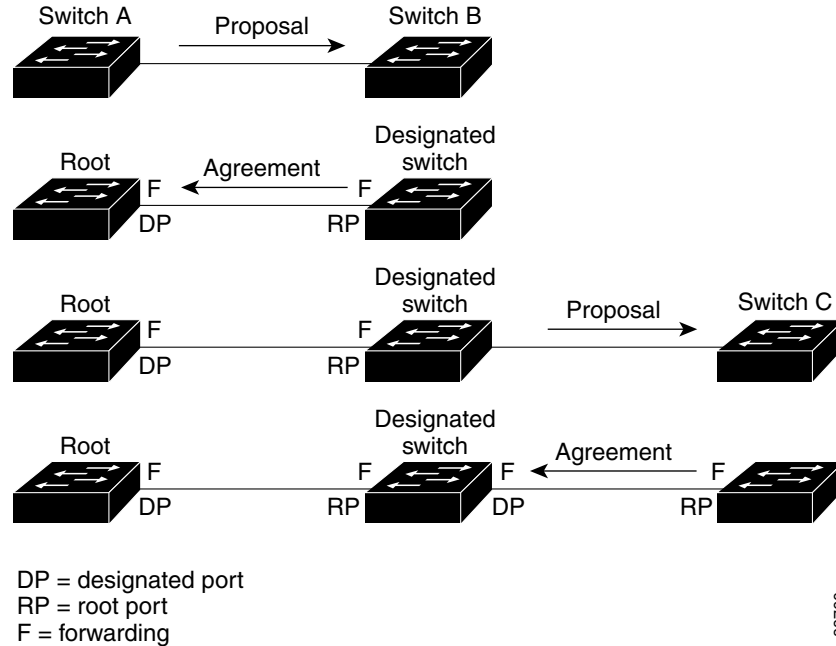 Switch A
Proposal
Switch B
Root
Agreement
Designated
switch
F
F
DP
RP
Root
Designated
switch
Proposal
Switch C
F
F
DP
RP
Root
Designated
switch
Agreement
F
F
F
F
DP
RP
DP
RP
DP = designated port
RP = root port
F = forwarding